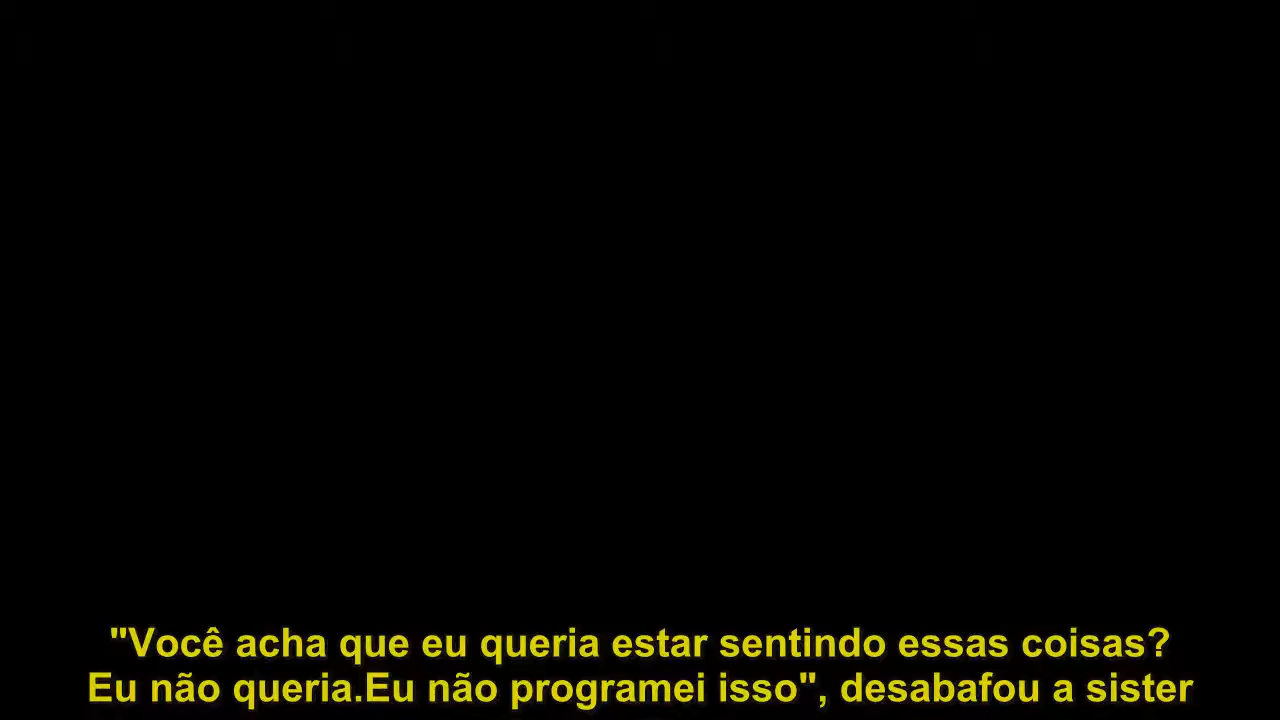 "Você acha que eu queria estar sentindo essas coisas?
Eu não queria.Eu não programei isso", desabafou a sister